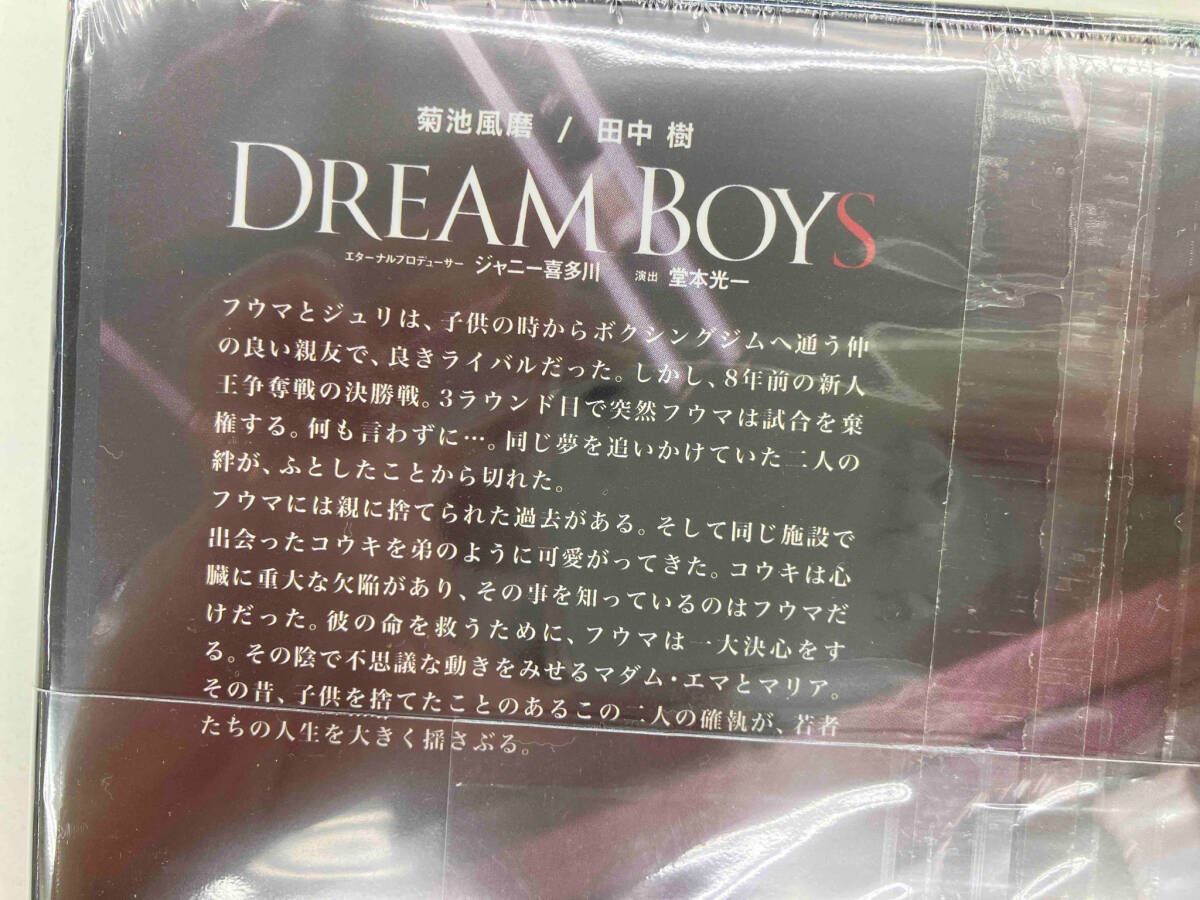 菊池風磨 / 田中 樹
DREAM BOYS
エターナルプロデューサー ジャニー喜多川 演出 堂本光一
フウマとジュリは、子供の時からボクシングジムへ通う仲
の良い親友で、良きライバルだった。しかし、8年前の新人
王争奪戦の決勝戦。3ラウンド目で突然フウマは試合を棄
権する。何も言わずに…。同じ夢を追いかけていた二人の
絆が、ふとしたことから切れた。
フウマには親に捨てられた過去がある。そして同じ施設で
出会ったコウキを弟のように可愛がってきた。コウキは心
臓に重大な欠陥があり、その事を知っているのはフウマだ
けだった。彼の命を救うために、フウマは一大決心をす
る。その陰で不思議な動きをみせるマダム・エマとマリア。
その昔、子供を捨てたことのあるこの二人の確執が、若者
たちの人生を大きく揺さぶる。